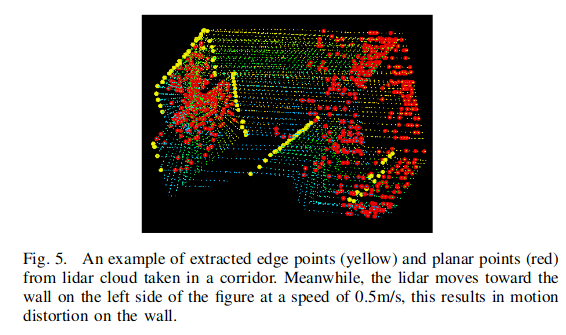 Fig. 5. An example of extracted edge points (yellow) and planar points (red)
from lidar cloud taken in a corridor. Meanwhile, the lidar moves toward the
wall on the left side of the figure at a speed of 0.5m/s, this results in motion
distortion on the wall.